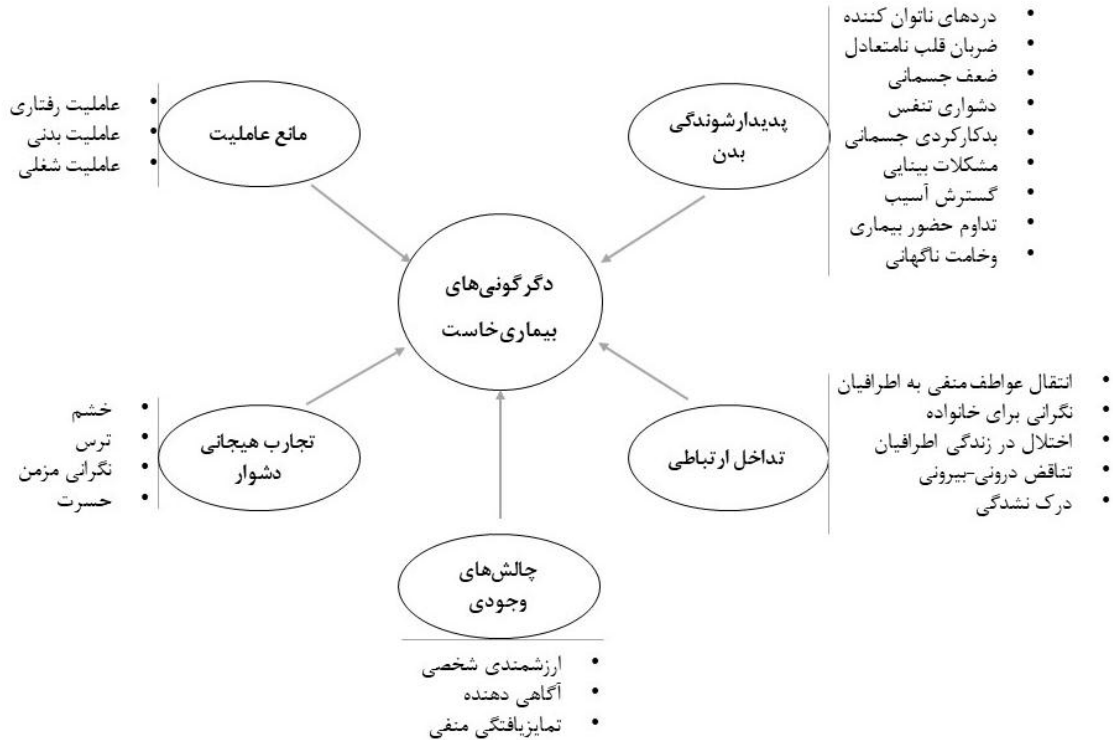 پدیدارشوندگی
بدن
دردهای ناتوان کننده
ضربان قلب نامتعادل
ضعف جسمانی
دشواری تنفس
بدکارکردی جسمانی
مشکلات بینایی
گسترش آسیب
تداوم حضور بیماری
وخامت ناگهانی
مانع عاملیت
عاملیت رفتاری
عاملیت بدنی
عاملیت شغلی
دگرگونی‌های
بیماری‌خاست
تداخل ارتباطی
انتقال عواطف منفی به اطرافیان
نگرانی برای خانواده
اختلال در زندگی اطرافیان
تناقض درونی-بیرونی
درک نشدگی
تجارب هیجانی
دشوار
خشم
ترس
نگرانی مزمن
حسرت
چالش‌های
وجودی
ارزشمندی شخصی
آگاهی دهنده
تمایزیافتگی منفی